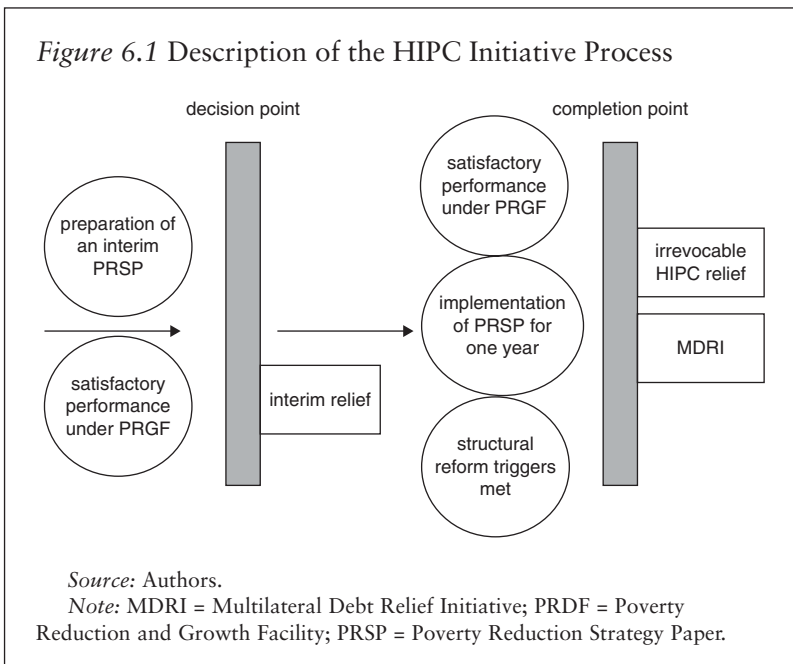 Figure 6.1 Description of the HIPC Initiative Process
decision point
completion point
preparation of
an interim
PRSP
satisfactory
performance
under PRGF
interim relief
satisfactory
performance
under PRGF
implementation
of PRSP for
one year
structural
reform triggers
met
irrevocable
HIPC relief
MDRI
Source: Authors.
Note: MDRI = Multilateral Debt Relief Initiative; PRDF = Poverty
Reduction and Growth Facility; PRSP = Poverty Reduction Strategy Paper.